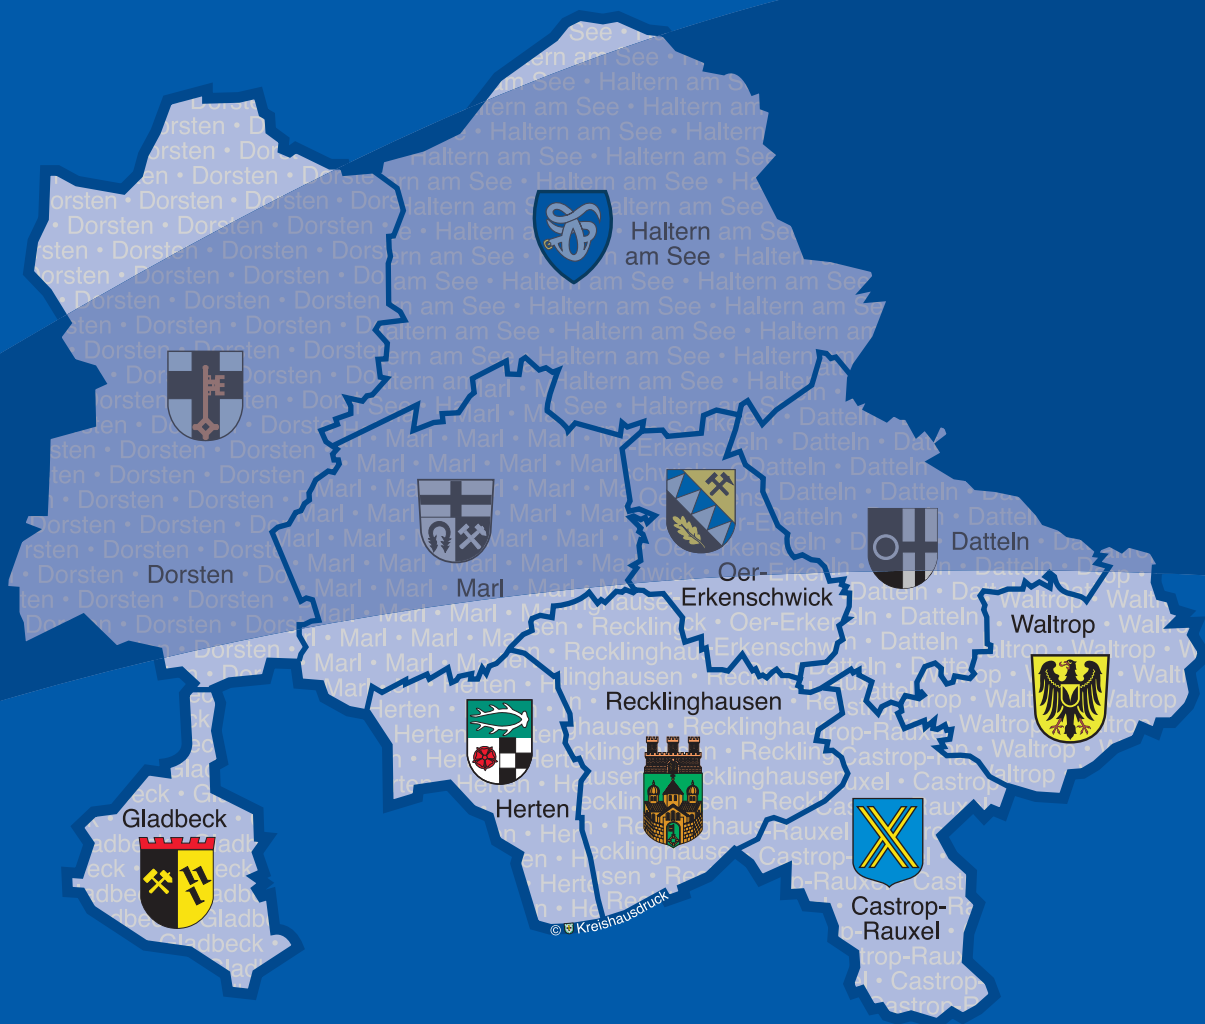 Haltern
am See
Dorsten
Marl
Oer-
Erkenschwick
Datteln
Waltrop
Recklinghausen
Herten
Gladbeck
Castrop-
Rauxel
© Kreishausdruck